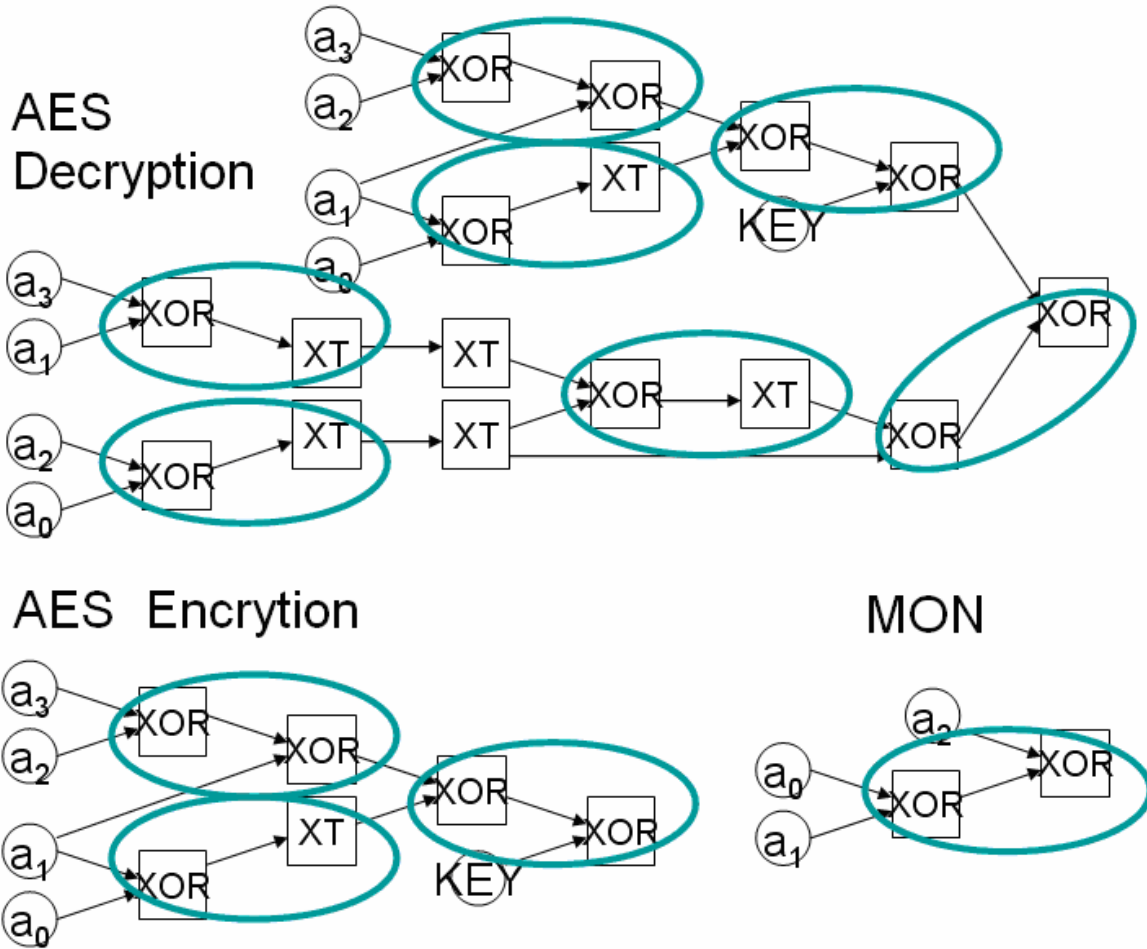 AES
Decryption
a3
a2
a1
a0
XOR
XOR
XOR
XT
XOR
XOR
KEY
a3
a1
a2
a0
XOR
XT
XT
XOR
XT
XT
XOR
XT
XOR
XOR
AES Encrytion
a3
a2
a1
a0
XOR
XOR
XOR
XT
XOR
XOR
KEY
MON
a2
a0
a1
XOR
XOR